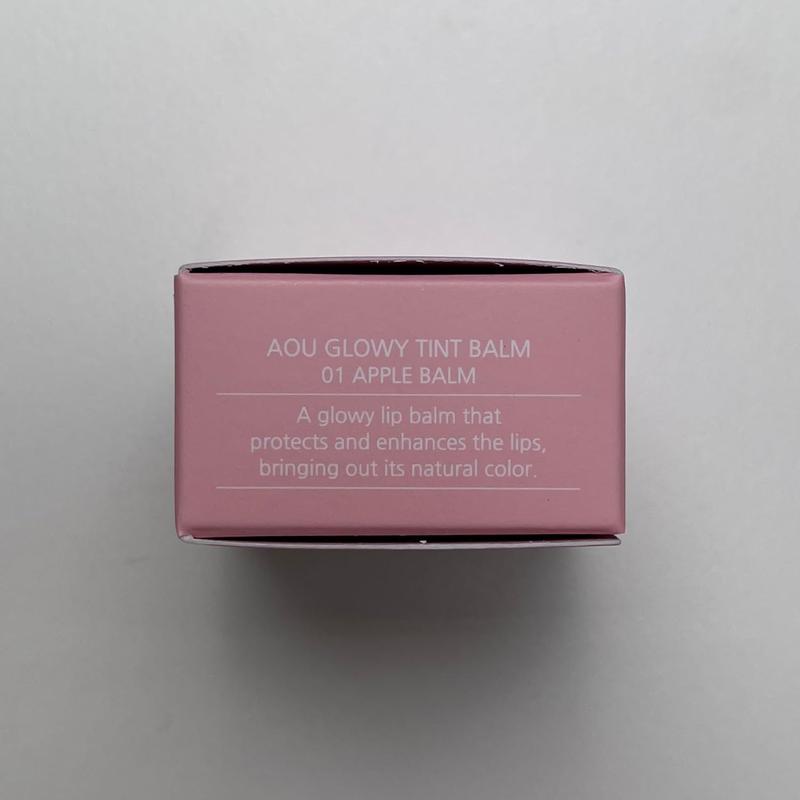 AOU GLOWY TINT BALM
01 APPLE BALM
A glowy lip balm that
protects and enhances the lips,
bringing out its natural color.